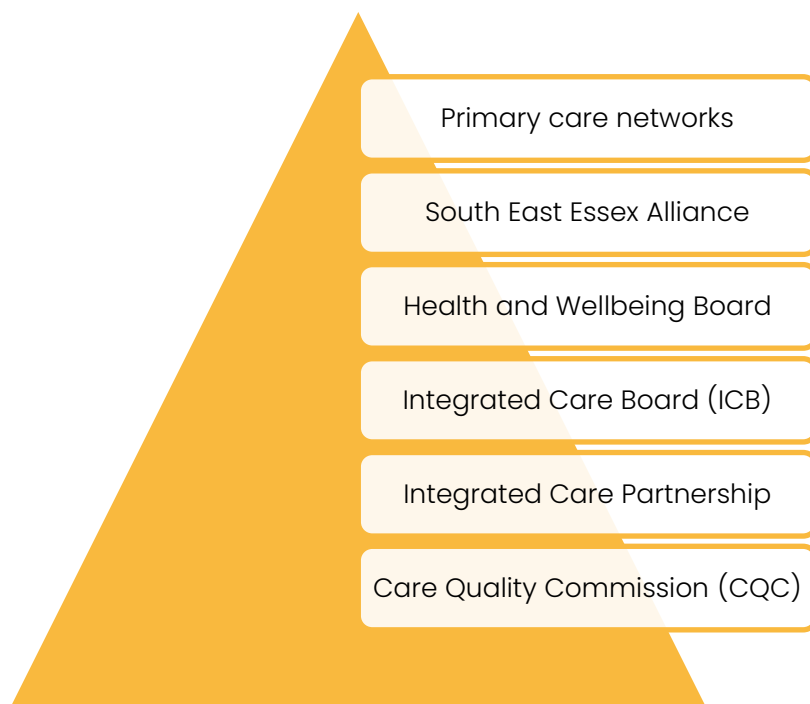 Primary care networks
South East Essex Alliance
Health and Wellbeing Board
Integrated Care Board (ICB)
Integrated Care Partnership
Care Quality Commission (CQC)